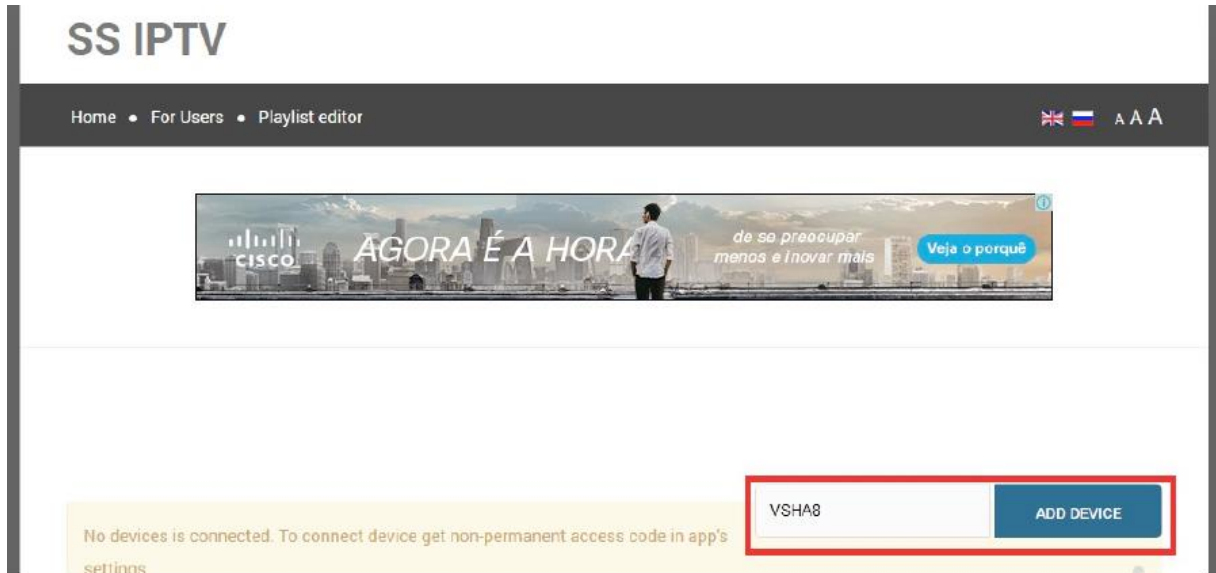 SS IPTV
Home • For Users • Playlist editor
A A A
CISCO
AGORA É A HORA
de se preocupar
menos e inovar mais
Veja o porquê
VSHA8
ADD DEVICE
No devices is connected. To connect device get non-permanent access code in app's
settings